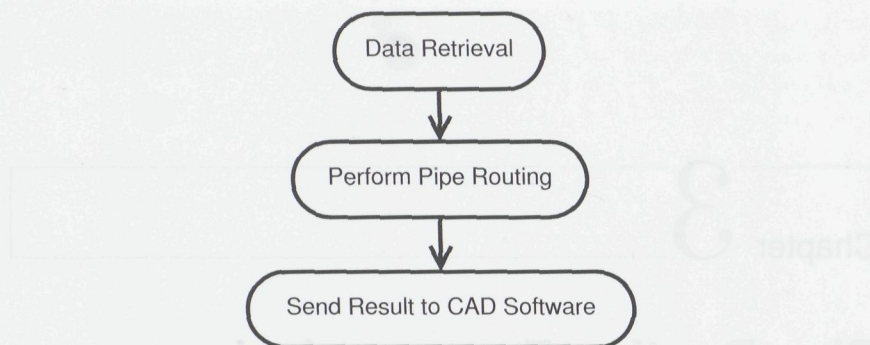 Data Retrieval
Perform Pipe Routing
Send Result to CAD Software
Chapter 3